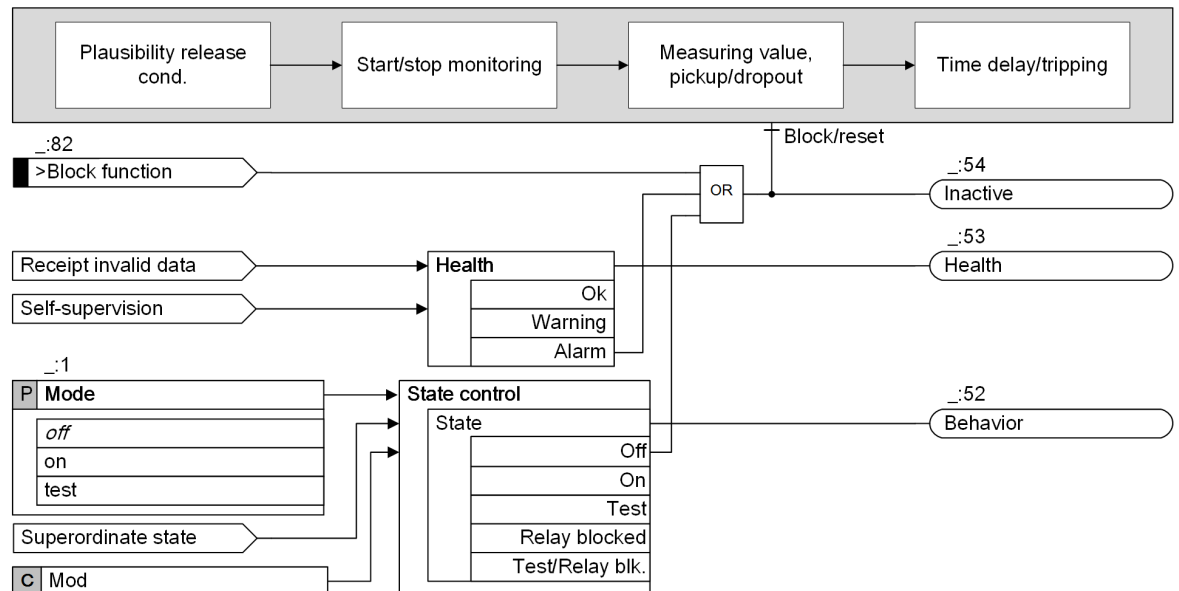 Plausibility release
cond.
Start/stop monitoring
Measuring value,
pickup/dropout
Time delay/tripping
Block/reset
_:82
>Block function
OR
_:54
Inactive
_:53
Health
Receipt invalid data
Self-supervision
Health
Ok
Warning
Alarm
_:1
P Mode
off
on
test
Superordinate state
C Mod
State control
State
Off
On
Test
Relay blocked
Test/Relay blk.
_:52
Behavior